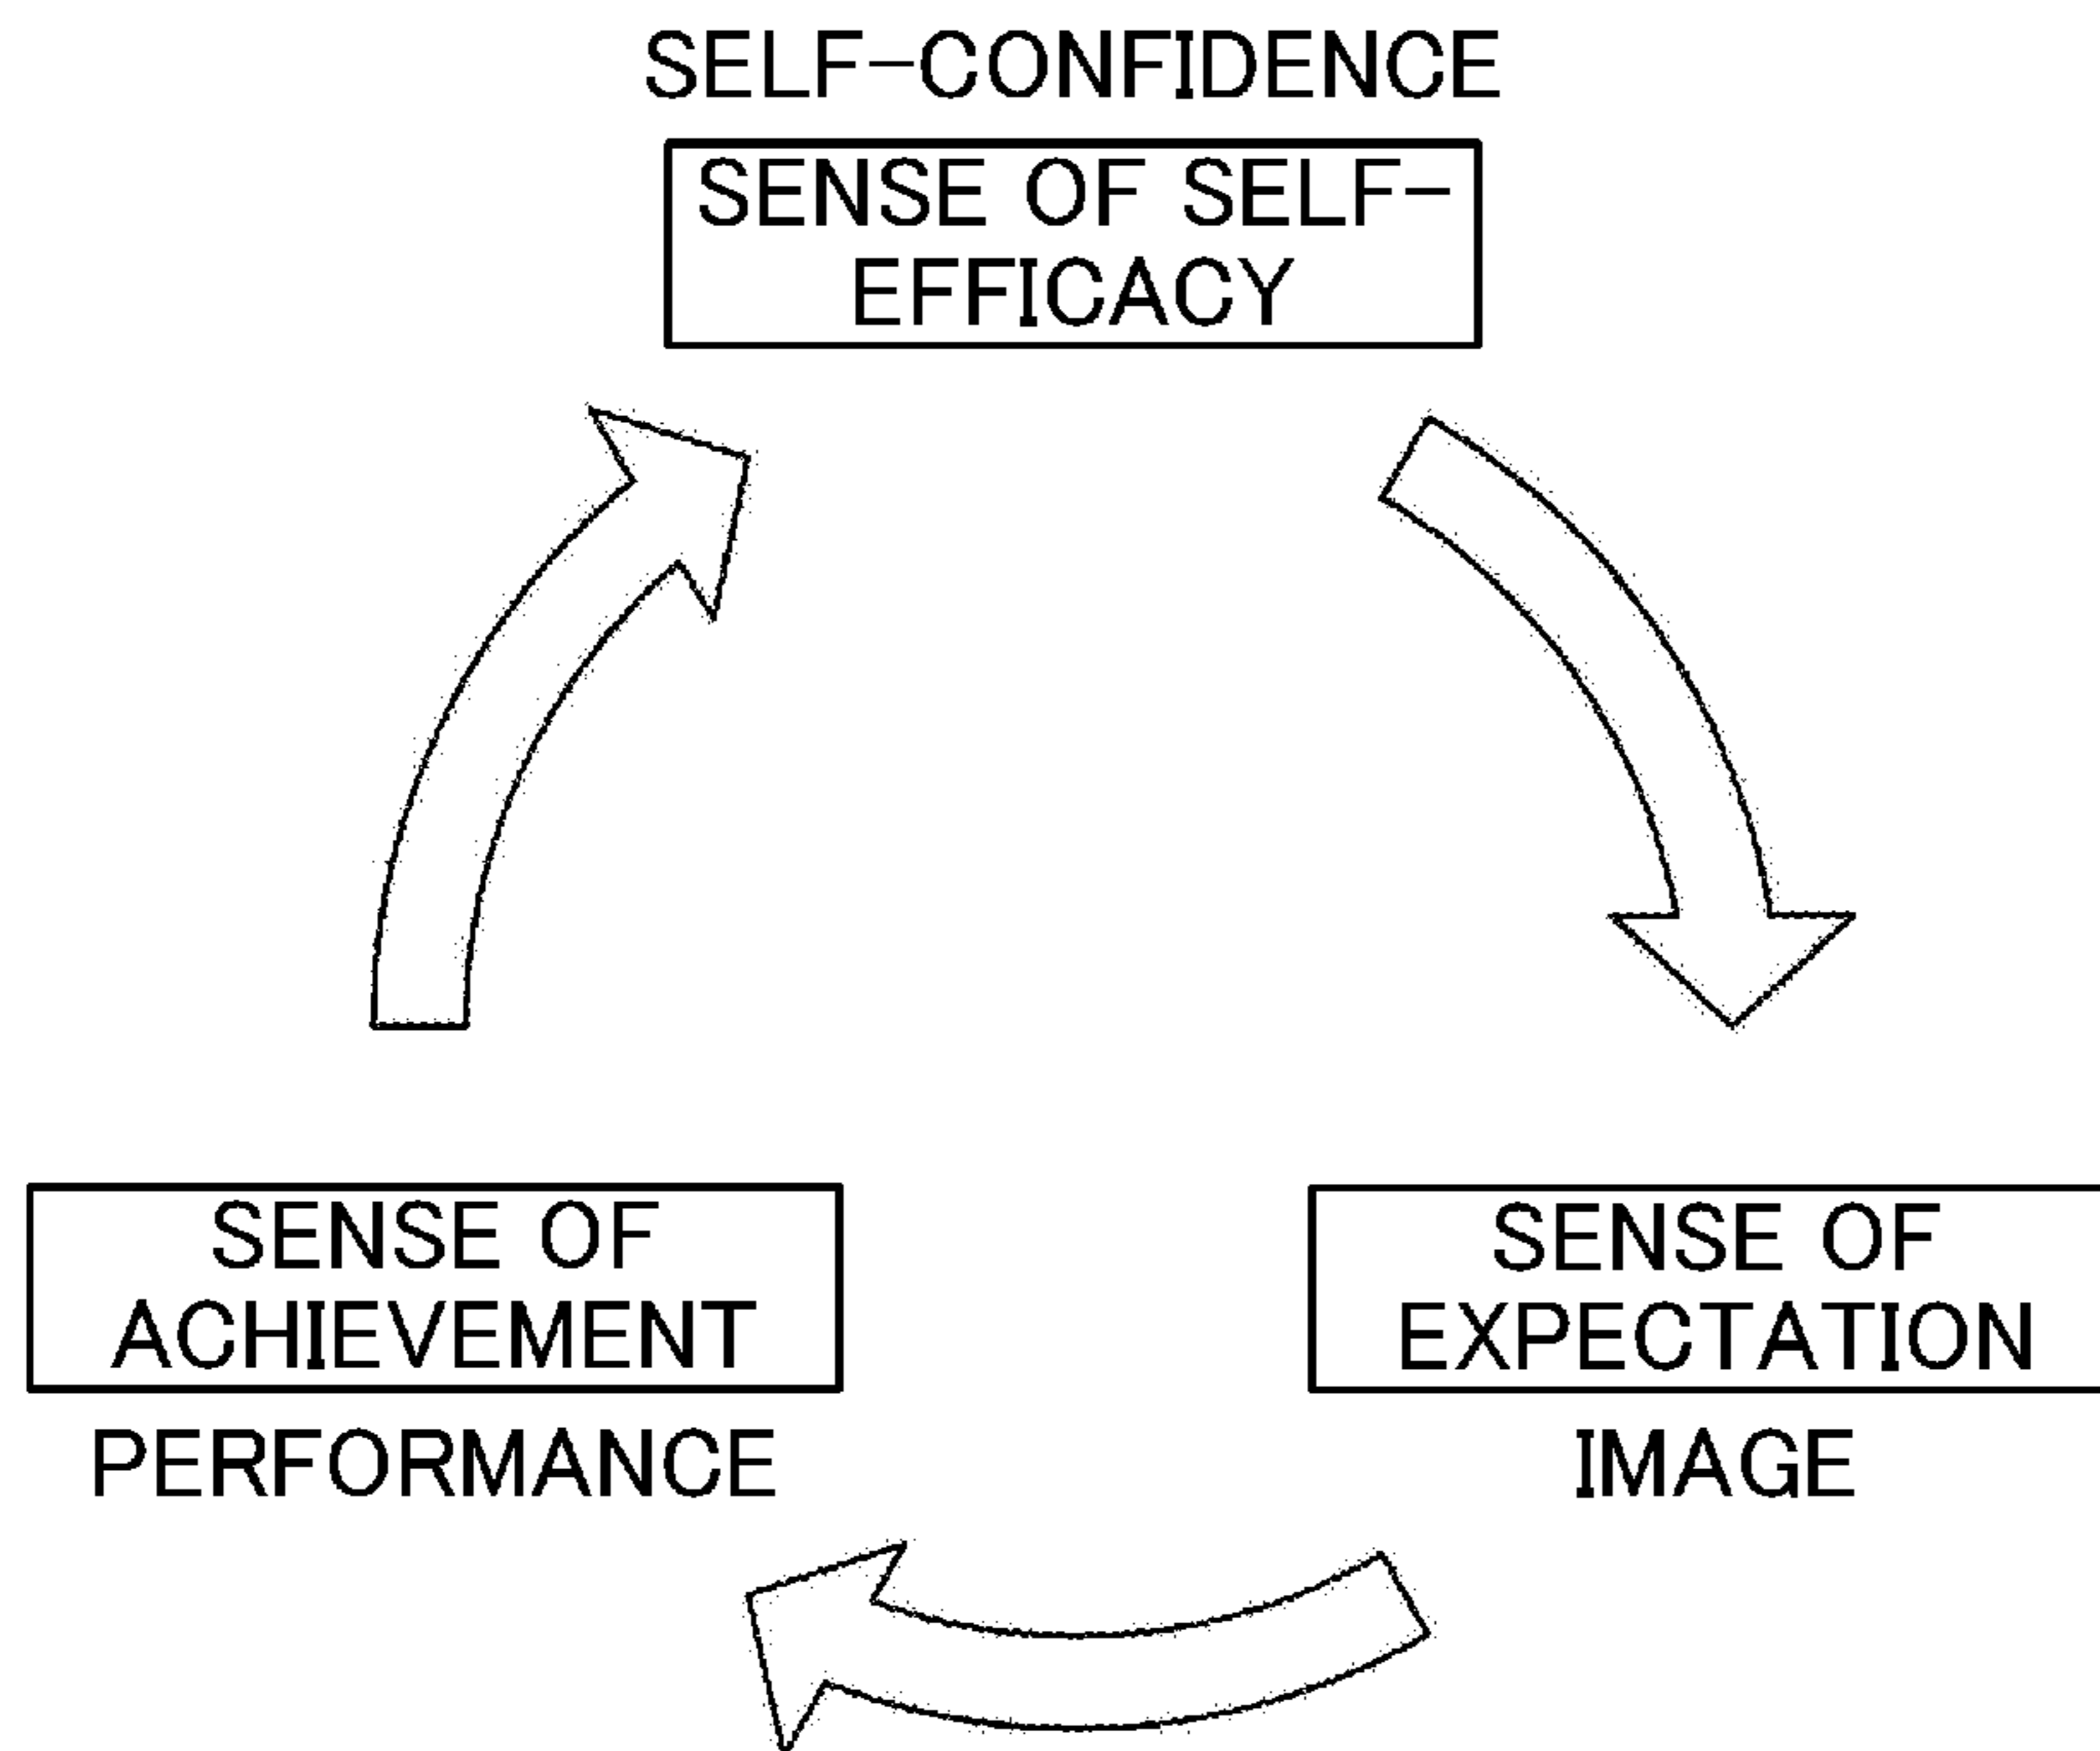 SELF-CONFIDENCE
SENSE OF SELF-
EFFICACY
SENSE OF
ACHIEVEMENT
PERFORMANCE
SENSE OF
EXPECTATION
IMAGE